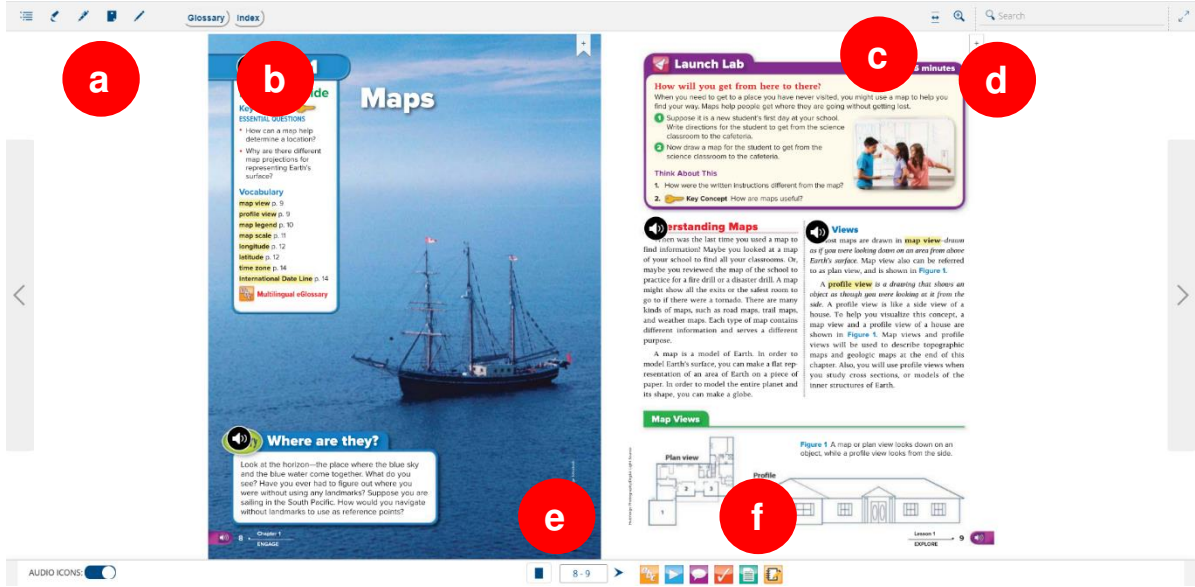 Glossary
Index
Search
a
b
c
d
1
Maps
ESSENTIAL QUESTIONS
• How can a map help
determine a location?
• Why are there different
map projections for
representing Earth's
surface?
Vocabulary
map view p. 9
profile view p. 9
map legend p. 10
map scale p. 11
longitude p. 12
latitude p. 12
time zone p. 14
International Date Line p. 14
Multilingual eGlossary
Where are they?
Look at the horizon—the place where the blue sky
and the blue water come together. What do you
see? Have you ever had to figure out where you
were without using any landmarks? Suppose you are
sailing in the South Pacific. How would you navigate
without landmarks to use as reference points?
8
Chapter 1
ENGAGE
Launch Lab
minutes
How will you get from here to there?
When you need to get to a place you have never visited, you might use a map to help you
find your way. Maps help people get where they are going without getting lost.
1 Suppose it is a new student's first day at your school.
Write directions for the student to get from the science
classroom to the cafeteria.
2 Now draw a map for the student to get from the
science classroom to the cafeteria.
Think About This
1. How were the written instructions different from the map?
2. Key Concept How are maps useful?
erstanding Maps
When was the last time you used a map to
find information? Maybe you looked at a map
of your school to find all your classrooms. Or,
maybe you reviewed the map of the school to
practice for a fire drill or a disaster drill. A map
might show all the exits or the safest room to
go to if there were a tornado. There are many
kinds of maps, such as road maps, trail maps,
and weather maps. Each type of map contains
different information and serves a different
purpose.
A map is a model of Earth. In order to
model Earth's surface, you can make a flat rep-
resentation of an area of Earth on a piece of
paper. In order to model the entire planet and
its shape, you can make a globe.
Views
ost maps are drawn in map view—drawn
as if you were looking down on an area from above
Earth's surface. Map view also can be referred
to as plan view, and is shown in Figure 1.
A profile view is a drawing that shows an
object as though you were looking at it from the
side. A profile view is like a side view of a
house. To help you visualize this concept, a
map view and a profile view of a house are
shown in Figure 1. Map views and profile
views will be used to describe topographic
maps and geologic maps at the end of this
chapter. Also, you will use profile views when
you study cross sections, or models of the
inner structures of Earth.
Map Views
Figure 1 A map or plan view looks down on an
object, while a profile view looks from the side.
Plan view
Profile
1
2
3
e
f
Lesson 1
EXPLORE
9
AUDIO ICONS:
8 - 9